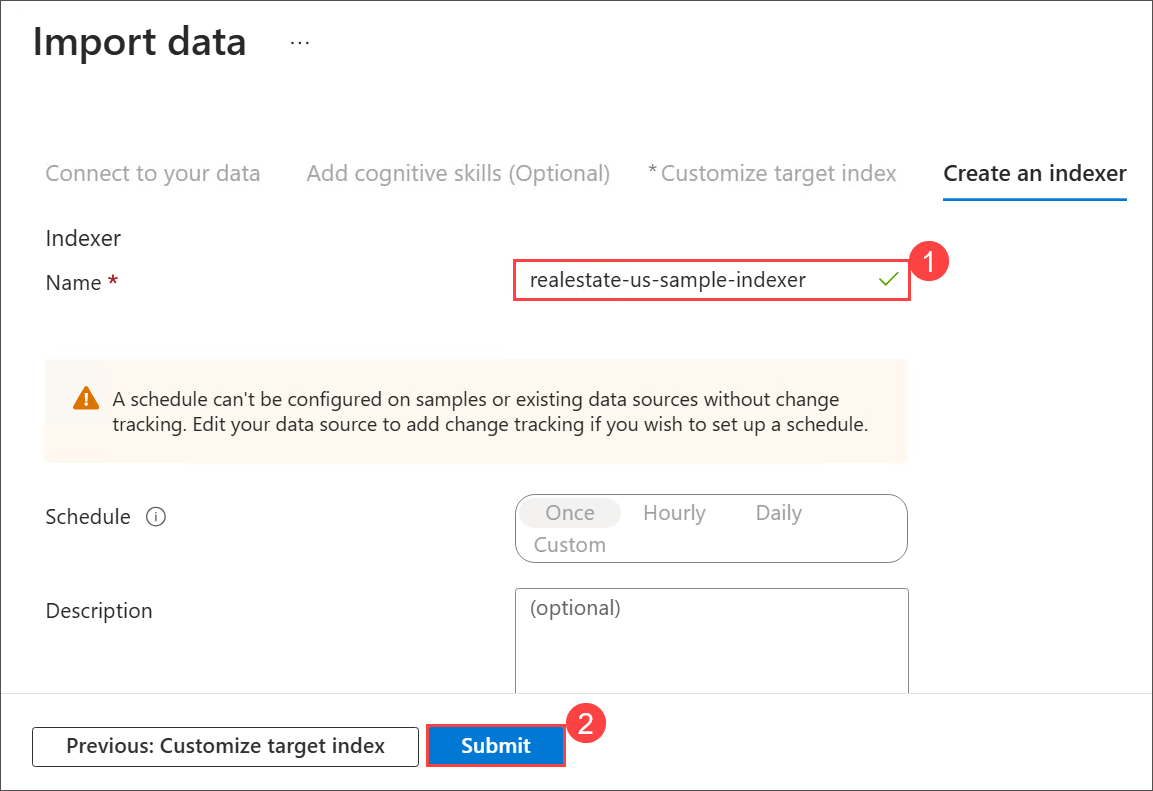 Import data ...
Connect to your data Add cognitive skills (Optional) * Customize target index Create an indexer
Indexer
Name * realestate-us-sample-indexer 1
A schedule can't be configured on samples or existing data sources without change
tracking. Edit your data source to add change tracking if you wish to set up a schedule.
Schedule Once Hourly Daily
Custom
Description (optional)
Previous: Customize target index Submit 2